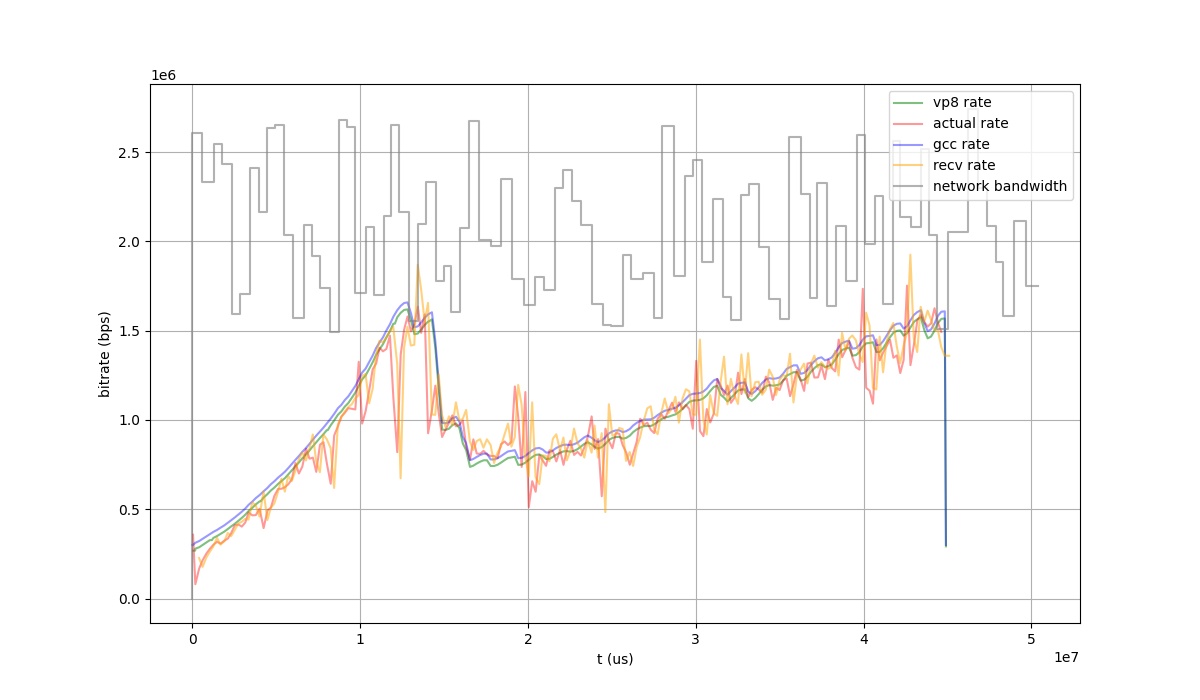 1e6
bitrate (bps)
2.5
2.0
1.5
1.0
0.5
0.0
vp8 rate
actual rate
gcc rate
recv rate
network bandwidth
0 1 2 3 4 5
t (us)
1e7